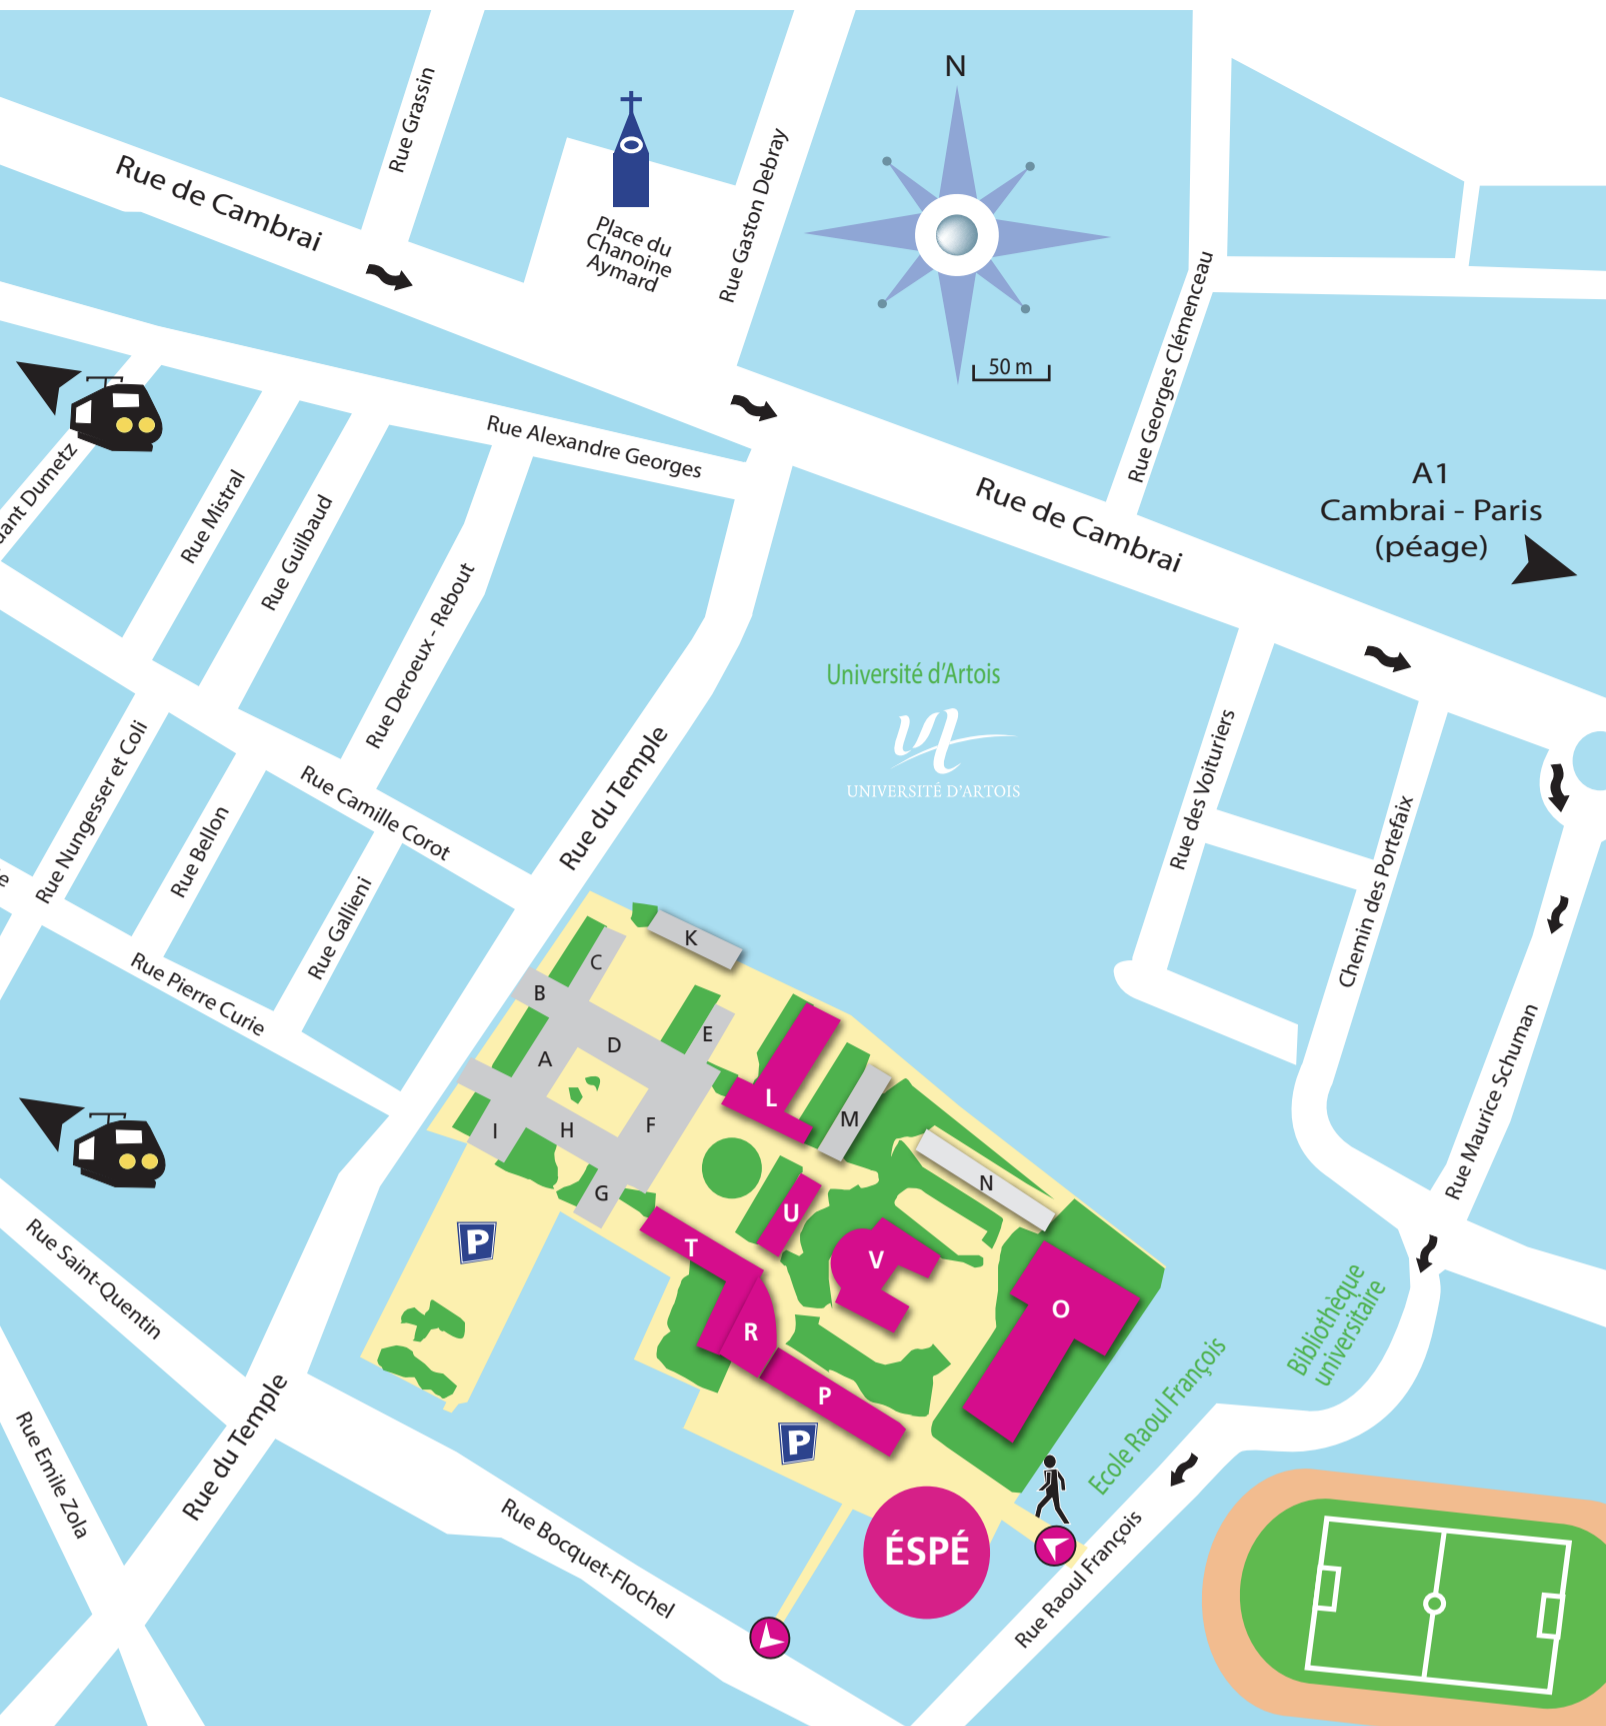 Rue Grassin
N
Rue de Cambrai
Place du
Chanoine
Aymard
Rue Gaston Debray
50 m
Rue Georges Clémenceau
Rue Alexandre Georges
A1
Cambrai - Paris
(péage)
Rue de Cambrai
Dumetz
Rue Mistral
Rue Guilbaud
Rue Deroeux - Rebout
Université d'Artois
UNIVERSITÉ D'ARTOIS
Rue des Voituriers
Chemin des Portefaix
Rue Nungesser et Coli
Rue Bellon
Rue Camille Corot
Rue du Temple
Rue Gallieni
Rue Pierre Curie
Rue Maurice Schuman
K
C
B
E
D
A
L
M
F
H
I
N
G
U
T
V
P
O
R
P
P
Rue Saint-Quentin
Bibliothèque
universitaire
Ecole Raoul François
Rue du Temple
Rue Emile Zola
Rue Bocquet-Flochel
ÉSPÉ
Rue Raoul François